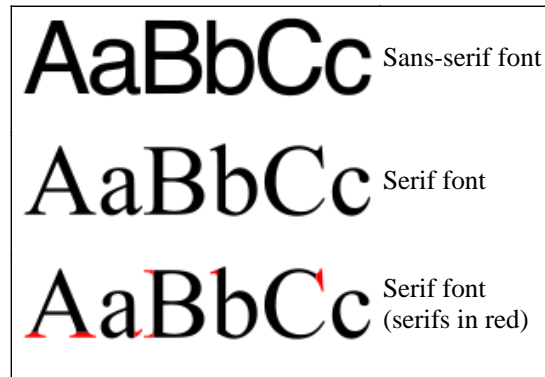 AaBbCc Sans-serif font
AaBbCc Serif font
AaBbCc Serif font
(serifs in red)